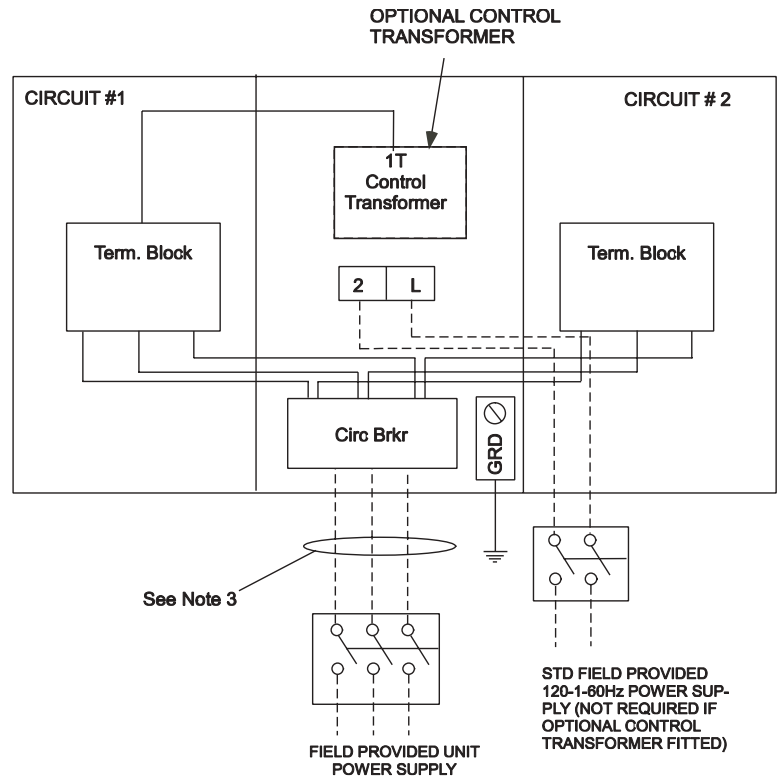 OPTIONAL CONTROL
TRANSFORMER
CIRCUIT #1
CIRCUIT # 2
1T
Control
Transformer
Term. Block
Term. Block
2
L
Circ Brkr
GRD
See Note 3
STD FIELD PROVIDED
120-1-60Hz POWER SUP-
PLY (NOT REQUIRED IF
OPTIONAL CONTROL
TRANSFORMER FITTED)
FIELD PROVIDED UNIT
POWER SUPPLY